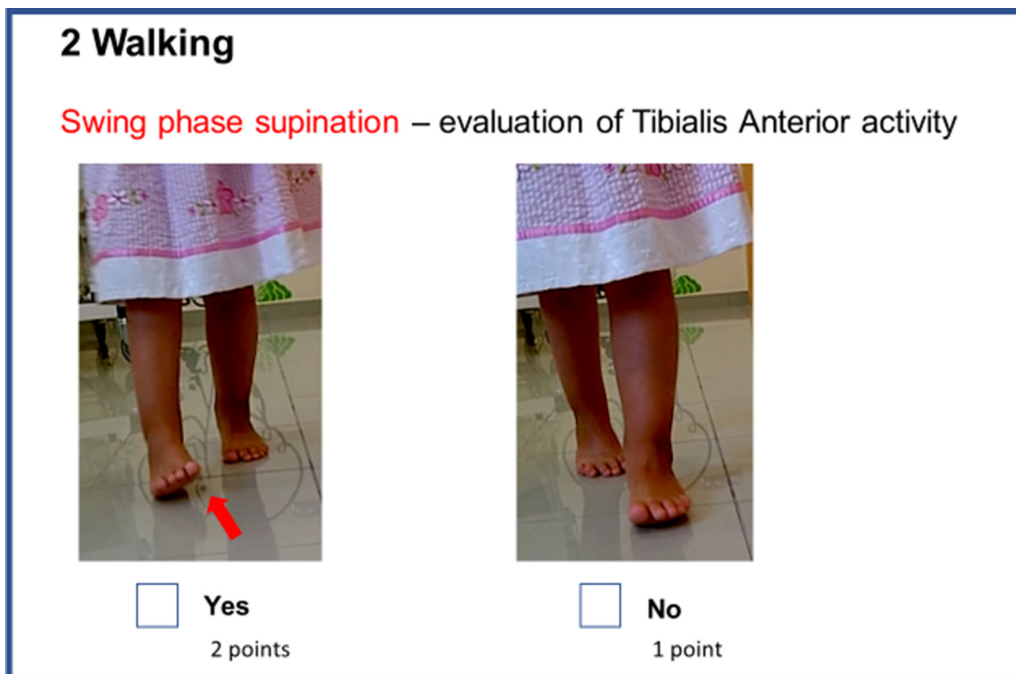 2 Walking
Swing phase supination – evaluation of Tibialis Anterior activity
Yes
No
2 points
1 point